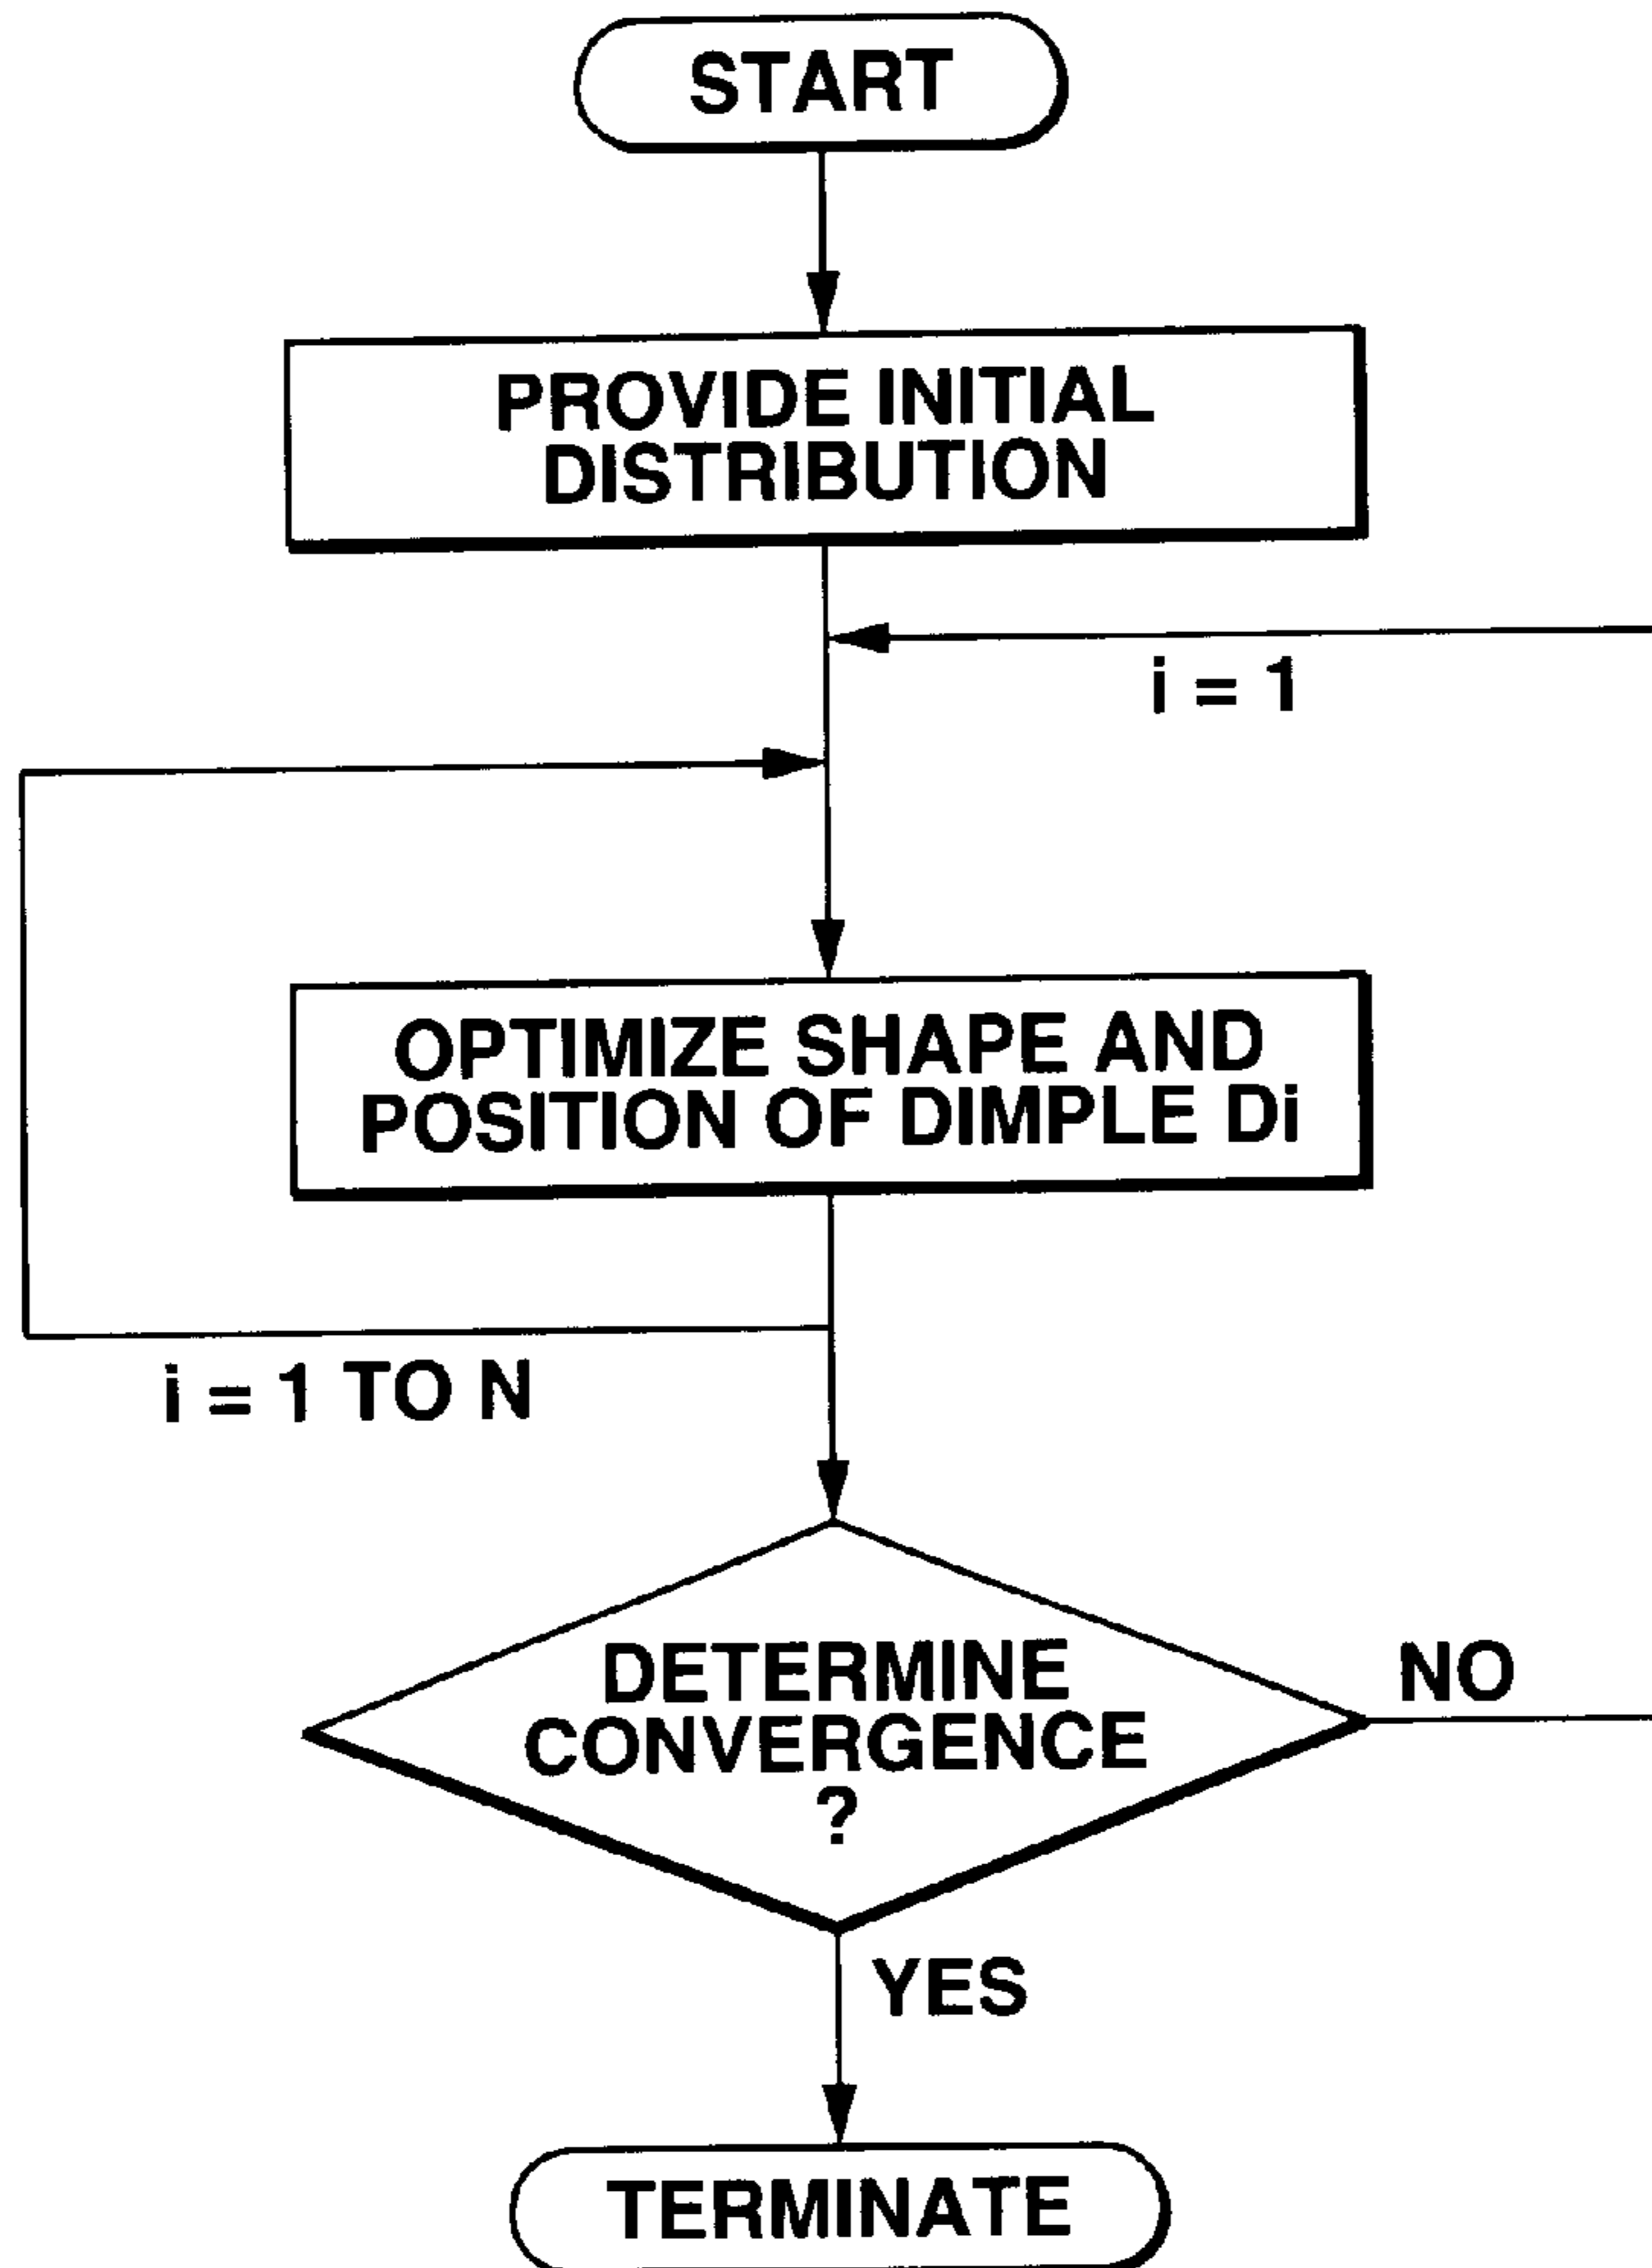 START
PROVIDE INITIAL
DISTRIBUTION
i = 1
OPTIMIZE SHAPE AND
POSITION OF DIMPLE Di
i = 1 TO N
DETERMINE
CONVERGENCE
?
NO
YES
TERMINATE